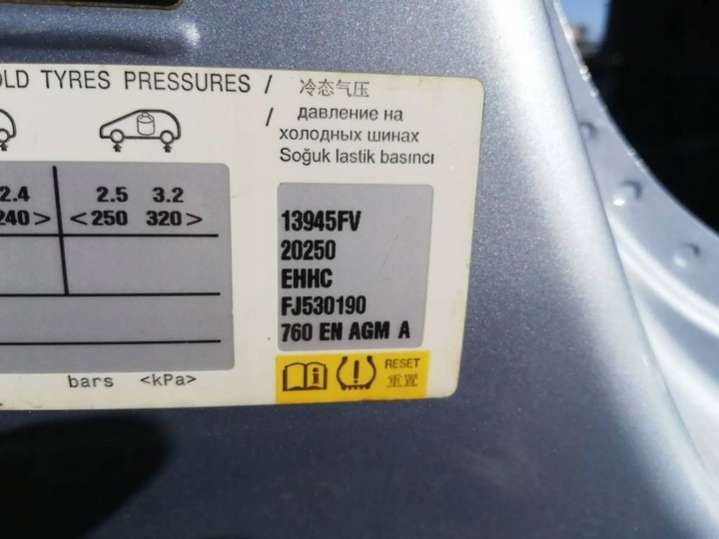 OLD TYRES PRESSURES / 冷态气压
/ давление на
холодных шинах
Soğuk lastik basıncı
2.4 2.5 3.2
240> <250 320>
13945FV
20250
EHHC
FJ530190
760 EN AGM A
RESET
重置
bars <kPa>